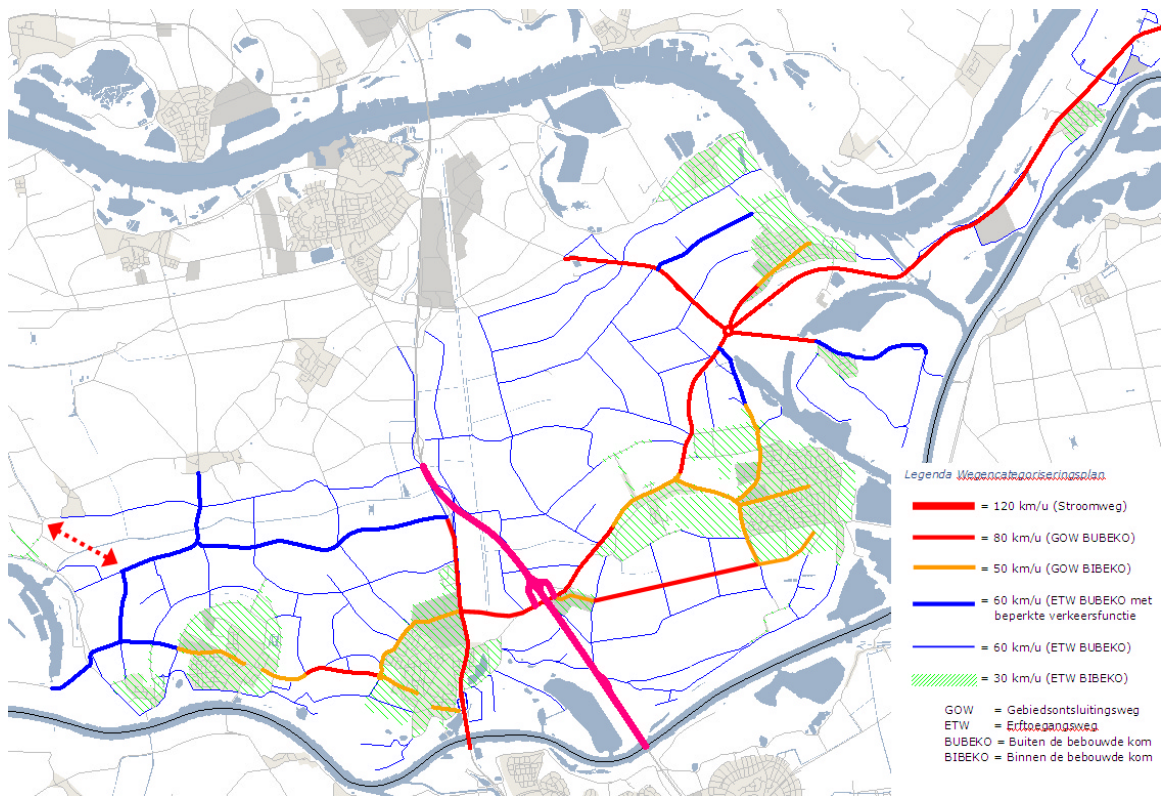 Legenda Wegencategoriseringsplan
= 120 km/u (Stroomweg)
= 80 km/u (GOW BUBEKO)
= 50 km/u (GOW BIBEKO)
= 60 km/u (ETW BUBEKO met
beperkte verkeersfunctie
= 60 km/u (ETW BUBEKO)
= 30 km/u (ETW BIBEKO)
GOW = Gebiedsontsluitingsweg
ETW = Erftoegangsweg
BUBEKO = Buiten de bebouwde kom
BIBEKO = Binnen de bebouwde kom